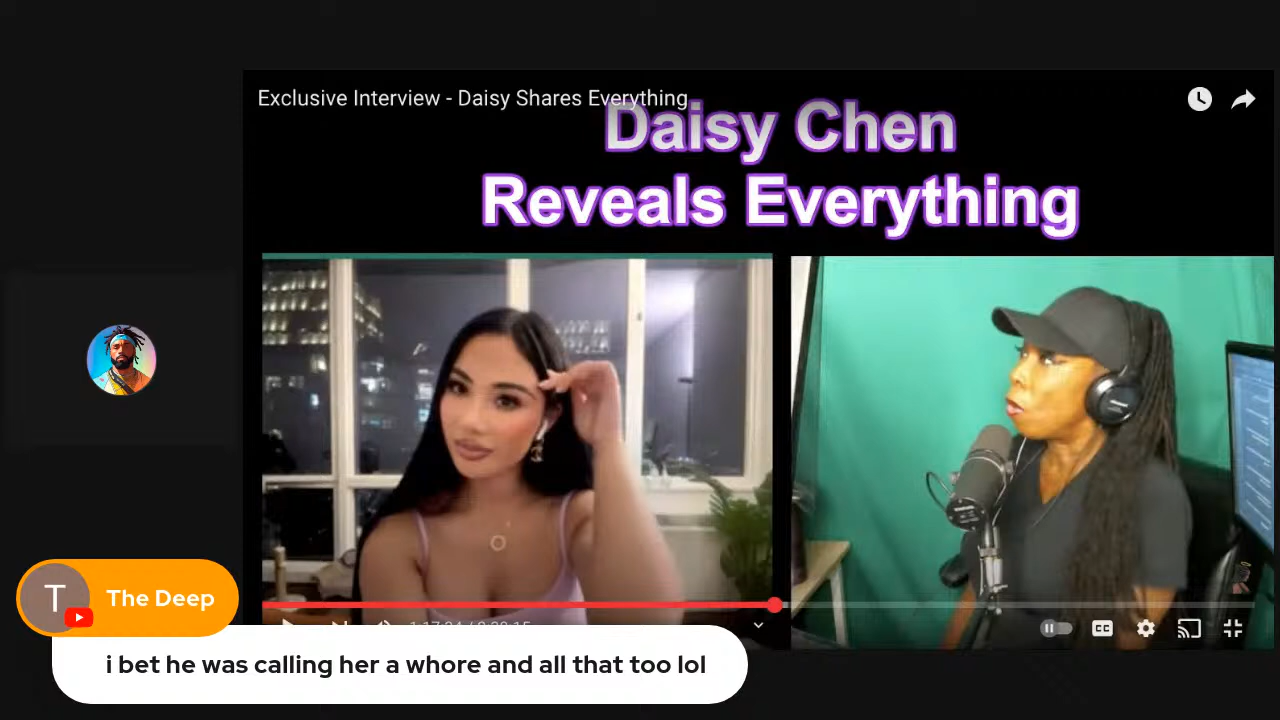 Exclusive Interview - Daisy Shares Everything
Daisy Chen
Reveals Everything
CC
T
The Deep
i bet he was calling her a whore and all that too lol